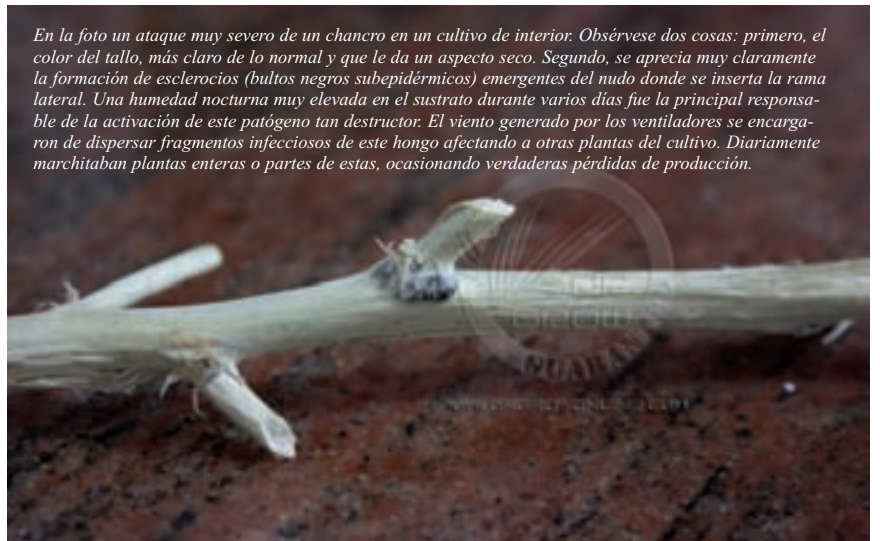 En la foto un ataque muy severo de un chancro en un cultivo de interior. Obsérvese dos cosas: primero, el
color del tallo, más claro de lo normal y que le da un aspecto seco. Segundo, se aprecia muy claramente
la formación de esclerocios (bultos negros subepidérmicos) emergentes del nudo donde se inserta la rama
lateral. Una humedad nocturna muy elevada en el sustrato durante varios días fue la principal responsa-
ble de la activación de este patógeno tan destructor. El viento generado por los ventiladores se encarga-
ron de dispersar fragmentos infecciosos de este hongo afectando a otras plantas del cultivo. Diariamente
marchitaban plantas enteras o partes de estas, ocasionando verdaderas pérdidas de producción.